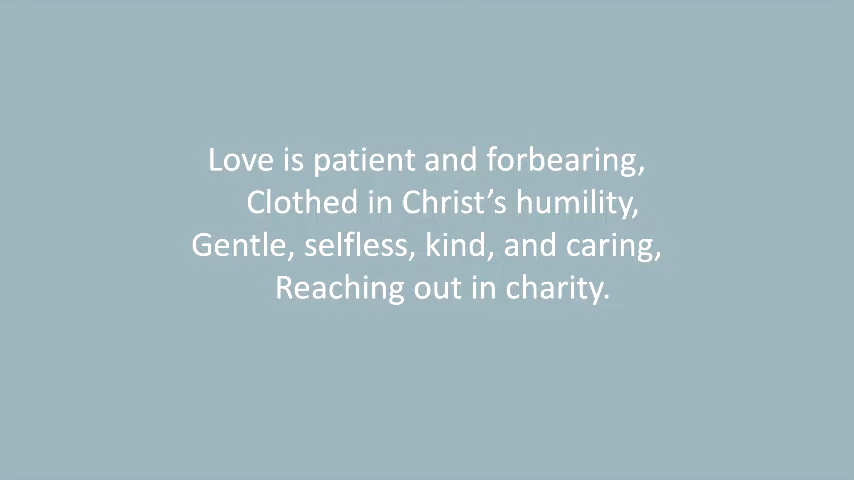 Love is patient and forbearing,
Clothed in Christ’s humility,
Gentle, selfless, kind, and caring,
Reaching out in charity.